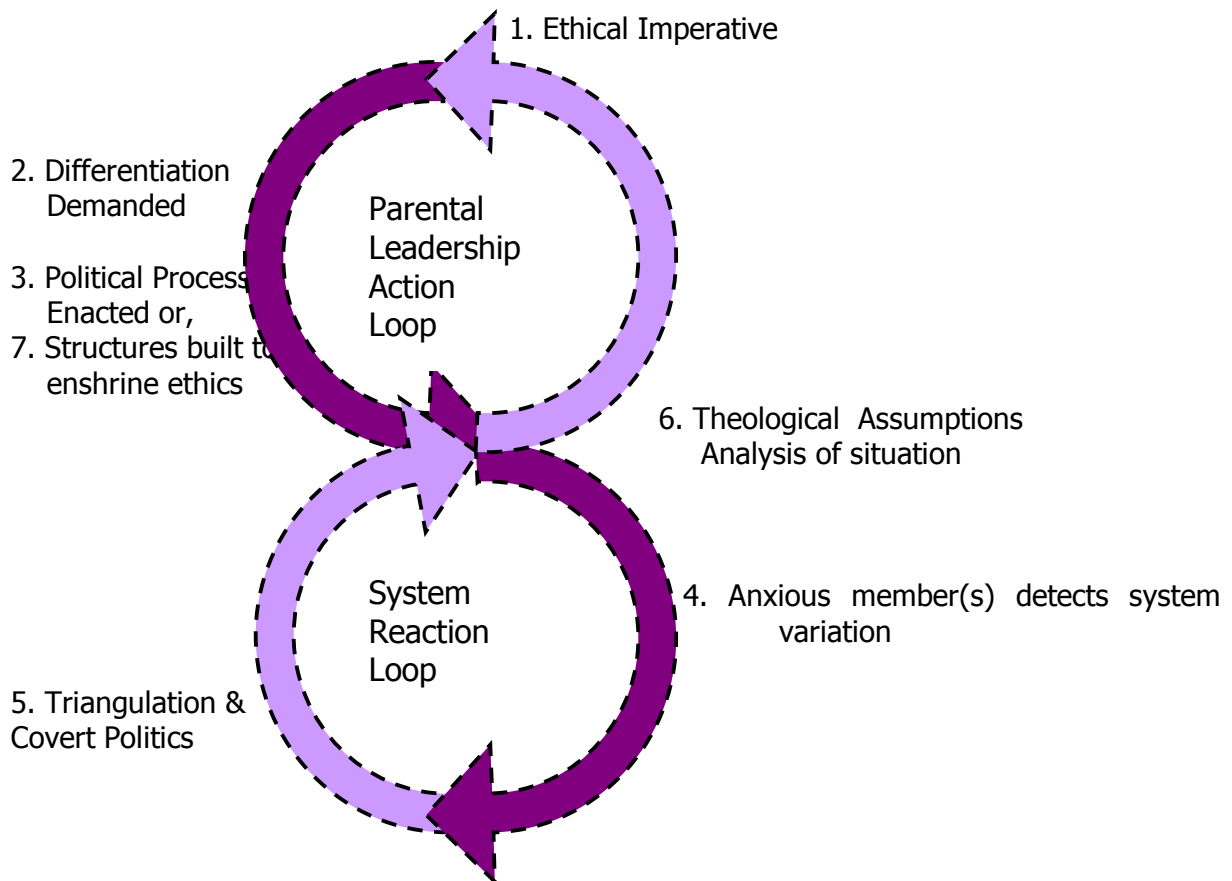 1. Ethical Imperative
2. Differentiation
Demanded
3. Political Process
Enacted or,
7. Structures built to
enshrine ethics
Parental
Leadership
Action
Loop
6. Theological Assumptions
Analysis of situation
System
Reaction
Loop
4. Anxious member(s) detects system
variation
5. Triangulation &
Covert Politics